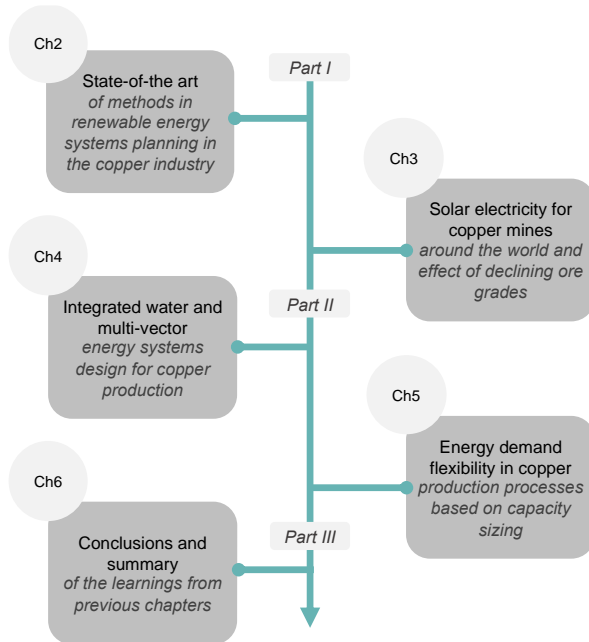 Ch2
Part I
State-of-the art
of methods in
renewable energy
systems planning in
the copper industry
Ch3
Solar electricity for
copper mines
around the world and
effect of declining ore
grades
Ch4
Part II
Integrated water and
multi-vector
energy systems
design for copper
production
Ch5
Energy demand
flexibility in copper
production processes
based on capacity
sizing
Ch6
Part III
Conclusions and
summary
of the learnings from
previous chapters